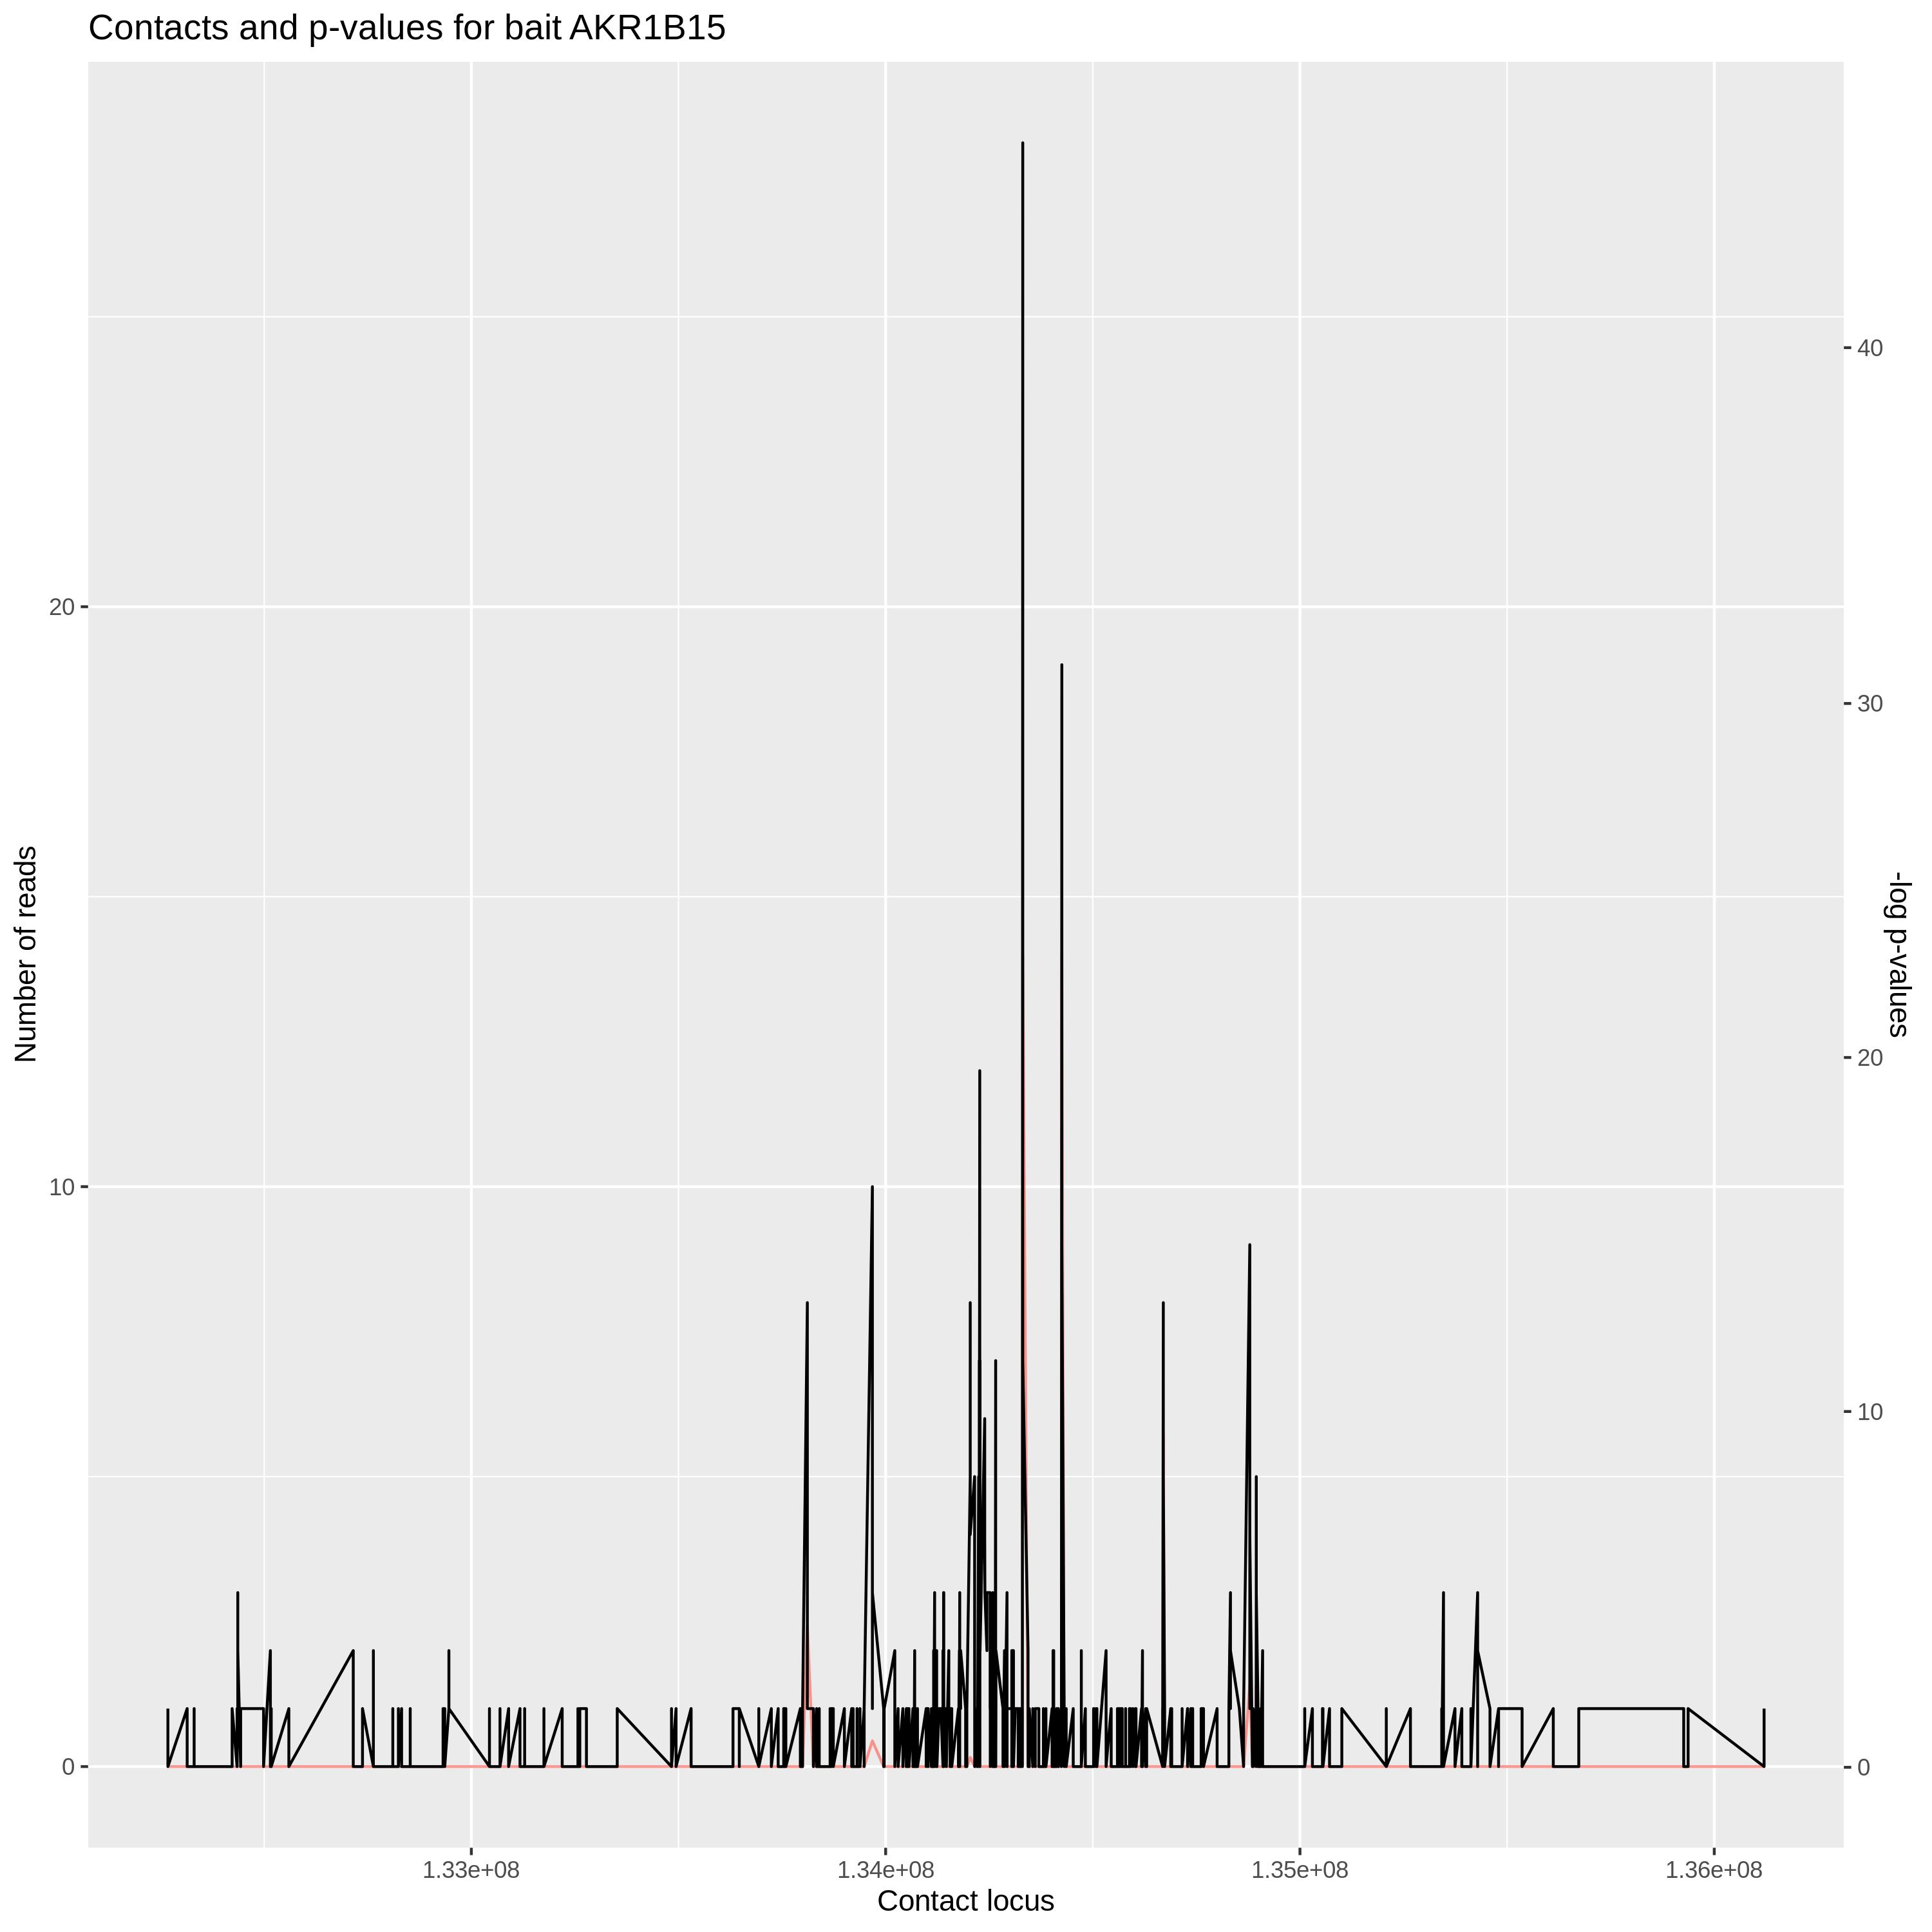 Contacts and p-values for bait AKR1B15
Number of reads
20
10
0
40
30
20
10
0
-log p-values
1.33e+08 1.34e+08 1.35e+08 1.36e+08
Contact locus